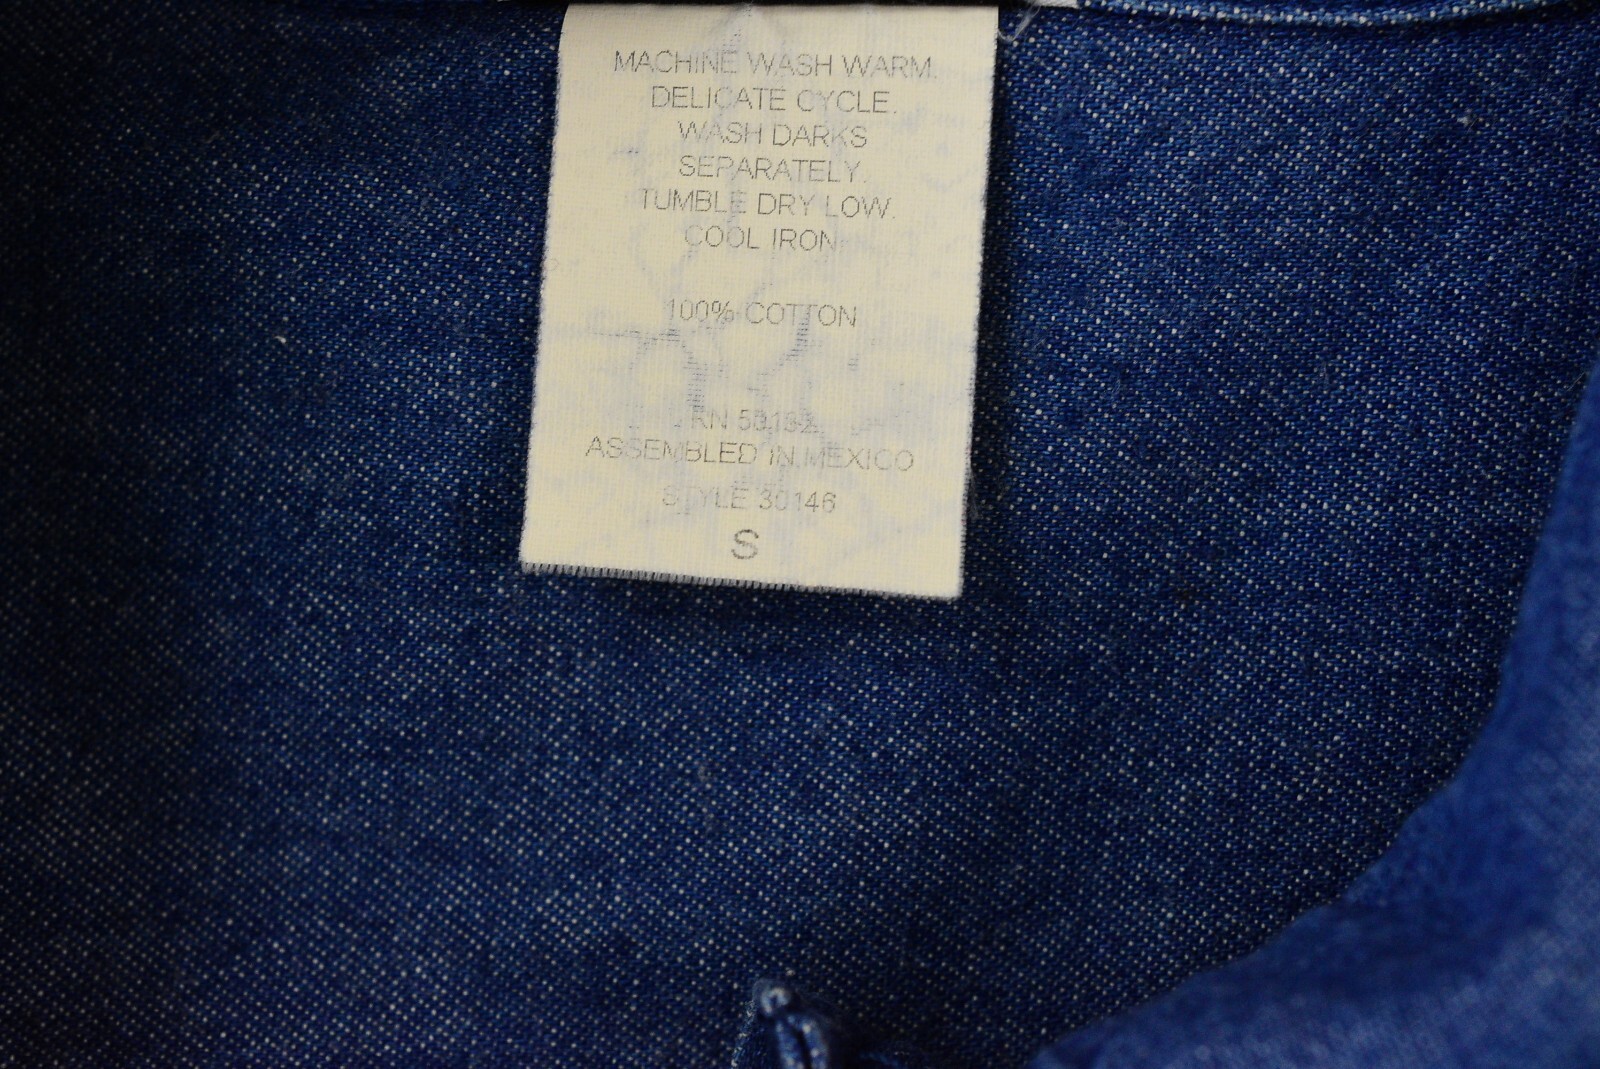 MACHINE WASH WARM.
DELICATE CYCLE.
WASH DARKS
SEPARATELY.
TUMBLE DRY LOW.
COOL IRON
100% COTTON
RN
ASSEMBLED IN MEXICO
STYLE 30146
S